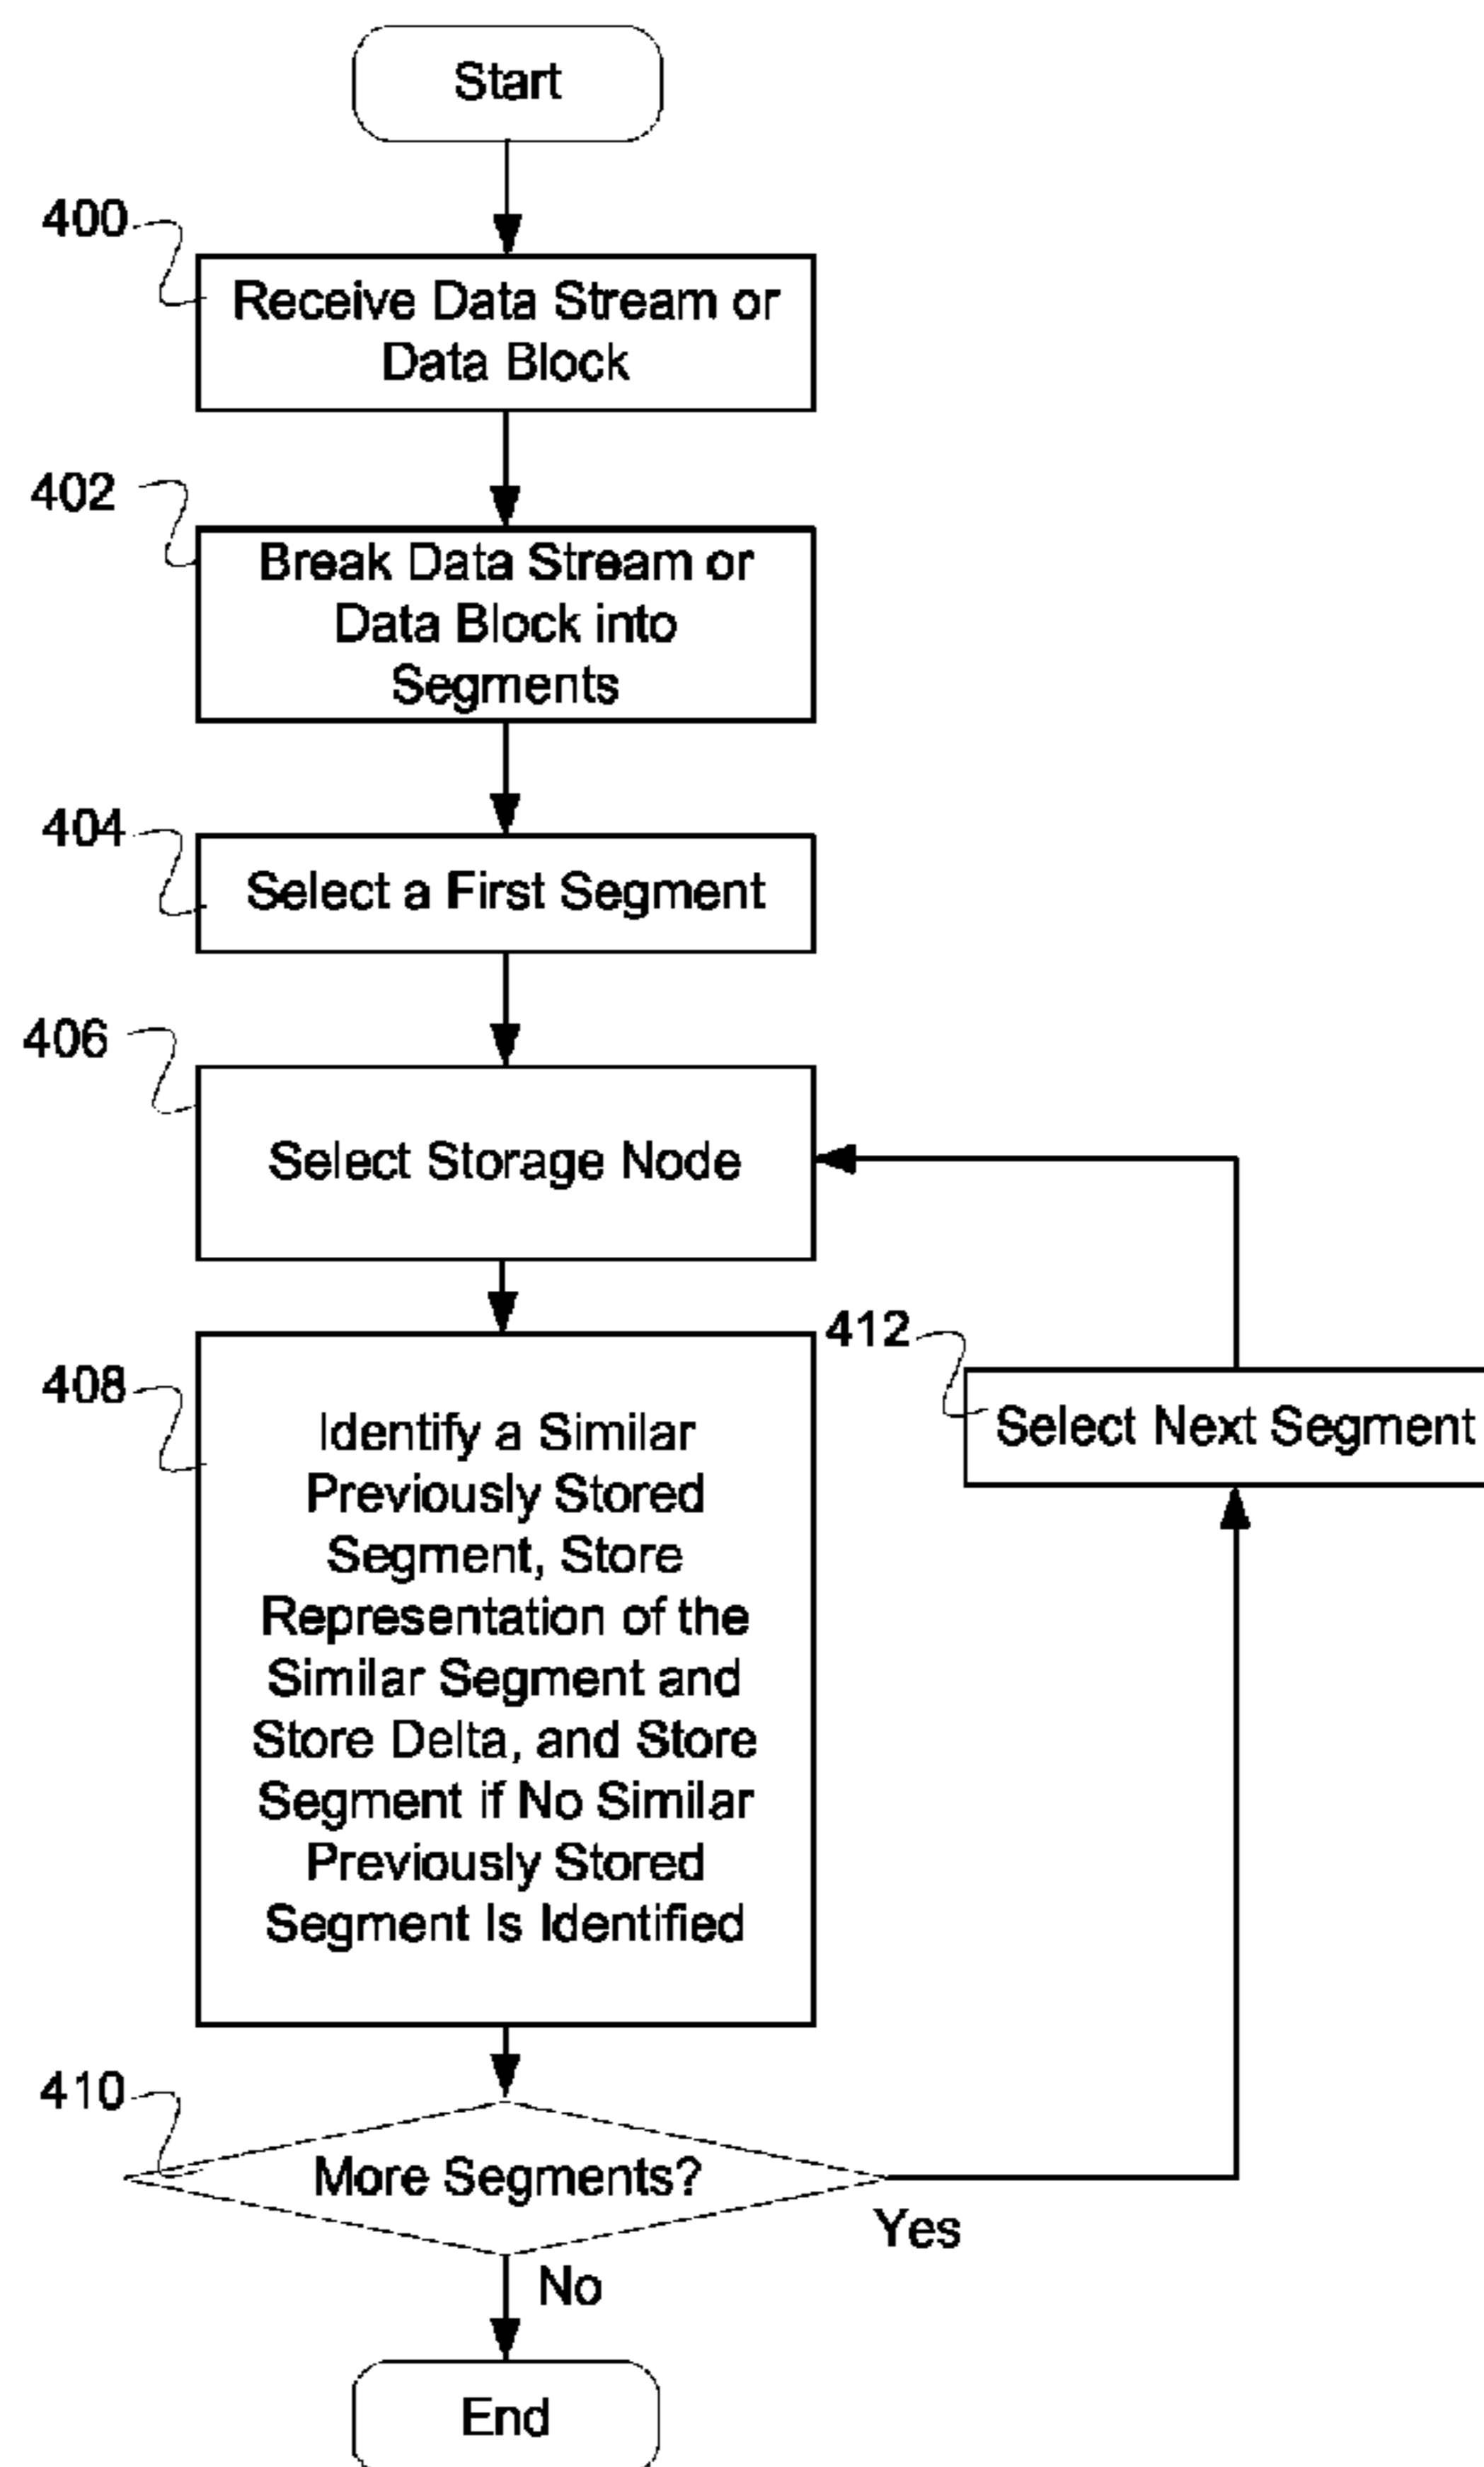 Start
400
Receive Data Stream or
Data Block
402
Break Data Stream or
Data Block into
Segments
404
Select a First Segment
406
Select Storage Node
408
Identify a Similar
Previously Stored
Segment, Store
Representation of the
Similar Segment and
Store Delta, and Store
Segment if No Similar
Previously Stored
Segment Is Identified
412
Select Next Segment
410
More Segments?
Yes
No
End